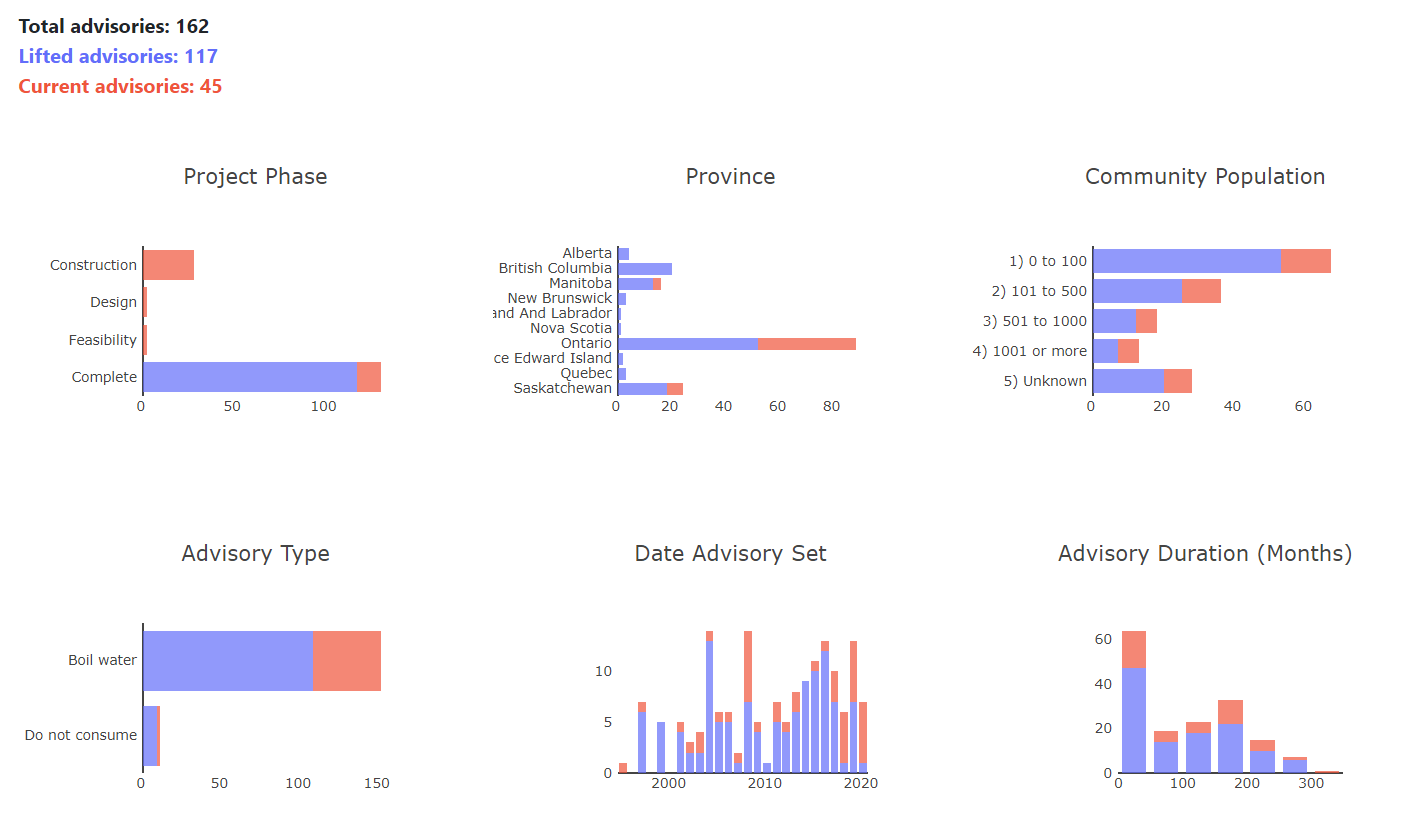 Total advisories: 162
Lifted advisories: 117
Current advisories: 45
Project Phase
Construction
Design
Feasibility
Complete
0 50 100
Province
Alberta
British Columbia
Manitoba
New Brunswick
and And Labrador
Nova Scotia
Ontario
ce Edward Island
Quebec
Saskatchewan
0 20 40 60 80
Community Population
1) 0 to 100
2) 101 to 500
3) 501 to 1000
4) 1001 or more
5) Unknown
0 20 40 60
Advisory Type
Boil water
Do not consume
0 50 100 150
Date Advisory Set
10
5
0
2000 2010 2020
Advisory Duration (Months)
60
40
20
0
0 100 200 300